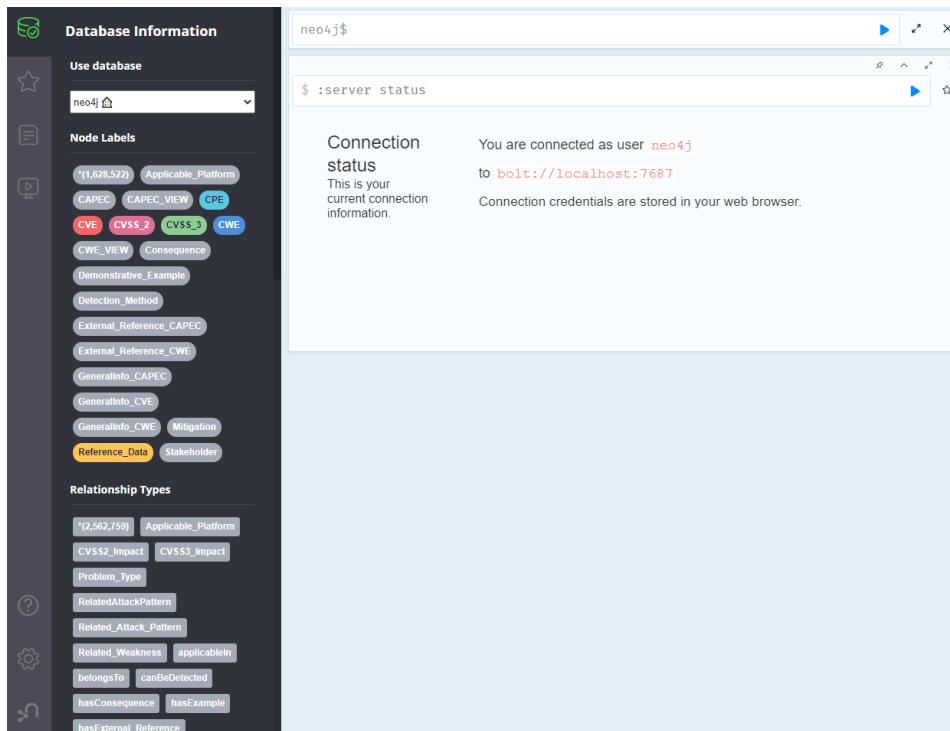 Database Information
Use database
neo4j
Node Labels
*(1,628,522) Applicable_Platform
CAPEC CAPEC_VIEW CPE
CVE CVSS_2 CVSS_3 CWE
CWE_VIEW Consequence
Demonstrative_Example
Detection_Method
External_Reference_CAPEC
External_Reference_CWE
GeneralInfo_CAPEC
GeneralInfo_CVE
GeneralInfo_CWE Mitigation
Reference_Data Stakeholder
Relationship Types
*(2,562,759) Applicable_Platform
CVSS2_Impact CVSS3_Impact
Problem_Type
RelatedAttackPattern
Related_Attack_Pattern
Related_Weakness applicableIn
belongsTo canBeDetected
hasConsequence hasExample
hasExternal_Reference
neo4j$
$ :server status
Connection
status
This is your
current connection
information.
You are connected as user neo4j
to bolt://localhost:7687
Connection credentials are stored in your web browser.